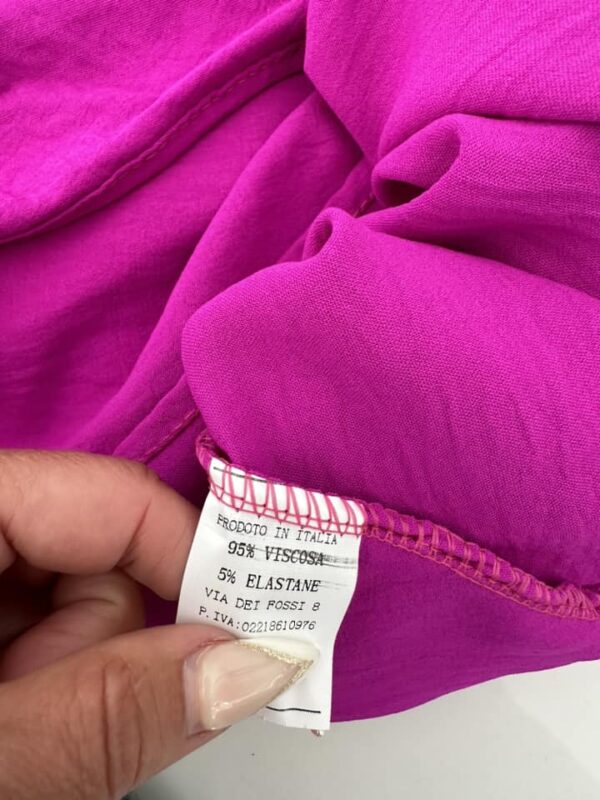 PRODOTO IN ITALIA
95% VISCOSA
5% ELASTANE
VIA DEI FOSSI 8
P.IVA:02218610976